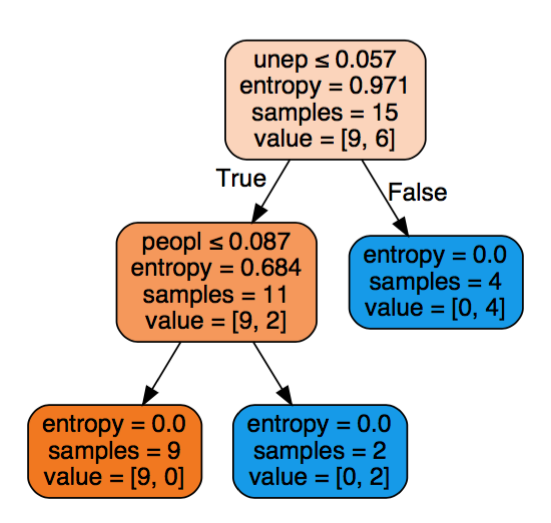 unep ≤ 0.057
entropy = 0.971
samples = 15
value = [9, 6]
True
False
peopl ≤ 0.087
entropy = 0.684
samples = 11
value = [9, 2]
entropy = 0.0
samples = 4
value = [0, 4]
entropy = 0.0
samples = 9
value = [9, 0]
entropy = 0.0
samples = 2
value = [0, 2]